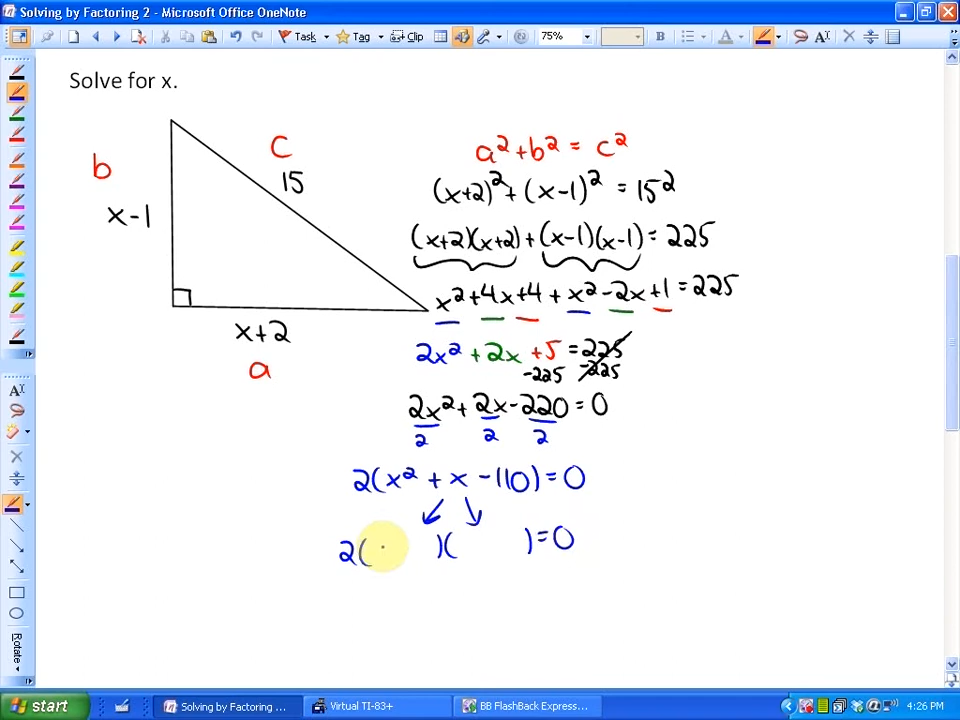 Solving by Factoring 2 - Microsoft Office OneNote
Task Tag Clip 75% B A
Solve for x.
c
15
b
x-1
x+2
a
a² + b² = c²
(x+2)² + (x-1)² = 15²
(x+2)(x+2) + (x-1)(x-1) = 225
x² + 4x + 4 + x² - 2x + 1 = 225
2x² + 2x + 5 = 225
-225 -225
2x² + 2x - 220 = 0
2 2 2
2(x² + x - 110) = 0
2( )( ) = 0
Rotate
start Solving by Factoring ... Virtual TI-83+ BB FlashBack Express... 4:26 PM